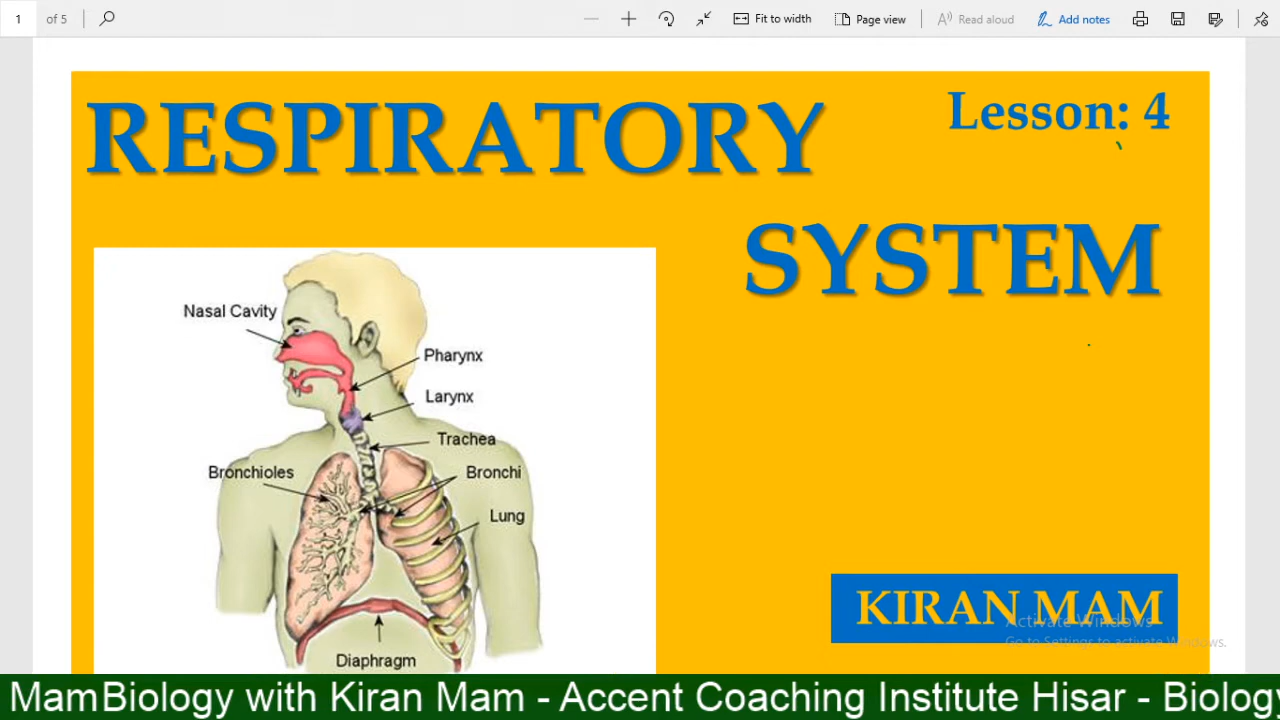 1 of 5 Fit to width Page view Read aloud Add notes
RESPIRATORY
Lesson: 4
SYSTEM
Nasal Cavity
Pharynx
Larynx
Trachea
Bronchioles
Bronchi
Lung
Diaphragm
KIRAN MAM
Activate Windows
Go to Settings to activate Windows.
MamBiology with Kiran Mam - Accent Coaching Institute Hisar - Biology